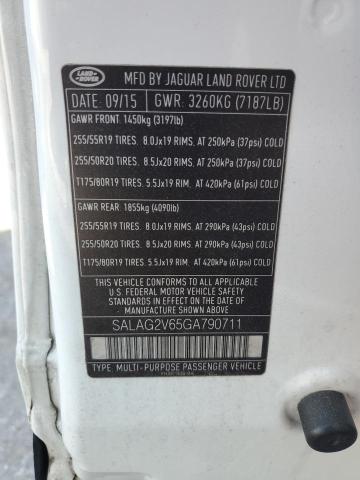 LAND-
ROVER
MFD BY JAGUAR LAND ROVER LTD
DATE: 09/15 GWR: 3260KG (7187LB)
GAWR FRONT: 1450kg (3197lb)
255/55R19 TIRES. 8.0Jx19 RIMS. AT 250kPa (37psi) COLD
255/50R20 TIRES. 8.5Jx20 RIMS. AT 250kPa (37psi) COLD
T175/80R19 TIRES. 5.5Jx19 RIMS. AT 420kPa (61psi) COLD
GAWR REAR: 1855kg (4090lb)
255/55R19 TIRES. 8.0Jx19 RIMS. AT 290kPa (43psi) COLD
255/50R20 TIRES. 8.5Jx20 RIMS. AT 290kPa (43psi) COLD
T175/80R19 TIRES. 5.5Jx19 RIMS. AT 420kPa (61psi) COLD
THIS VEHICLE CONFORMS TO ALL APPLICABLE
U.S. FEDERAL MOTOR VEHICLE SAFETY STANDARDS
IN EFFECT ON THE DATE OF MANUFACTURE
SHOWN ABOVE
SALAG2V65GA790711
TYPE: MULTI-PURPOSE PASSENGER VEHICLE